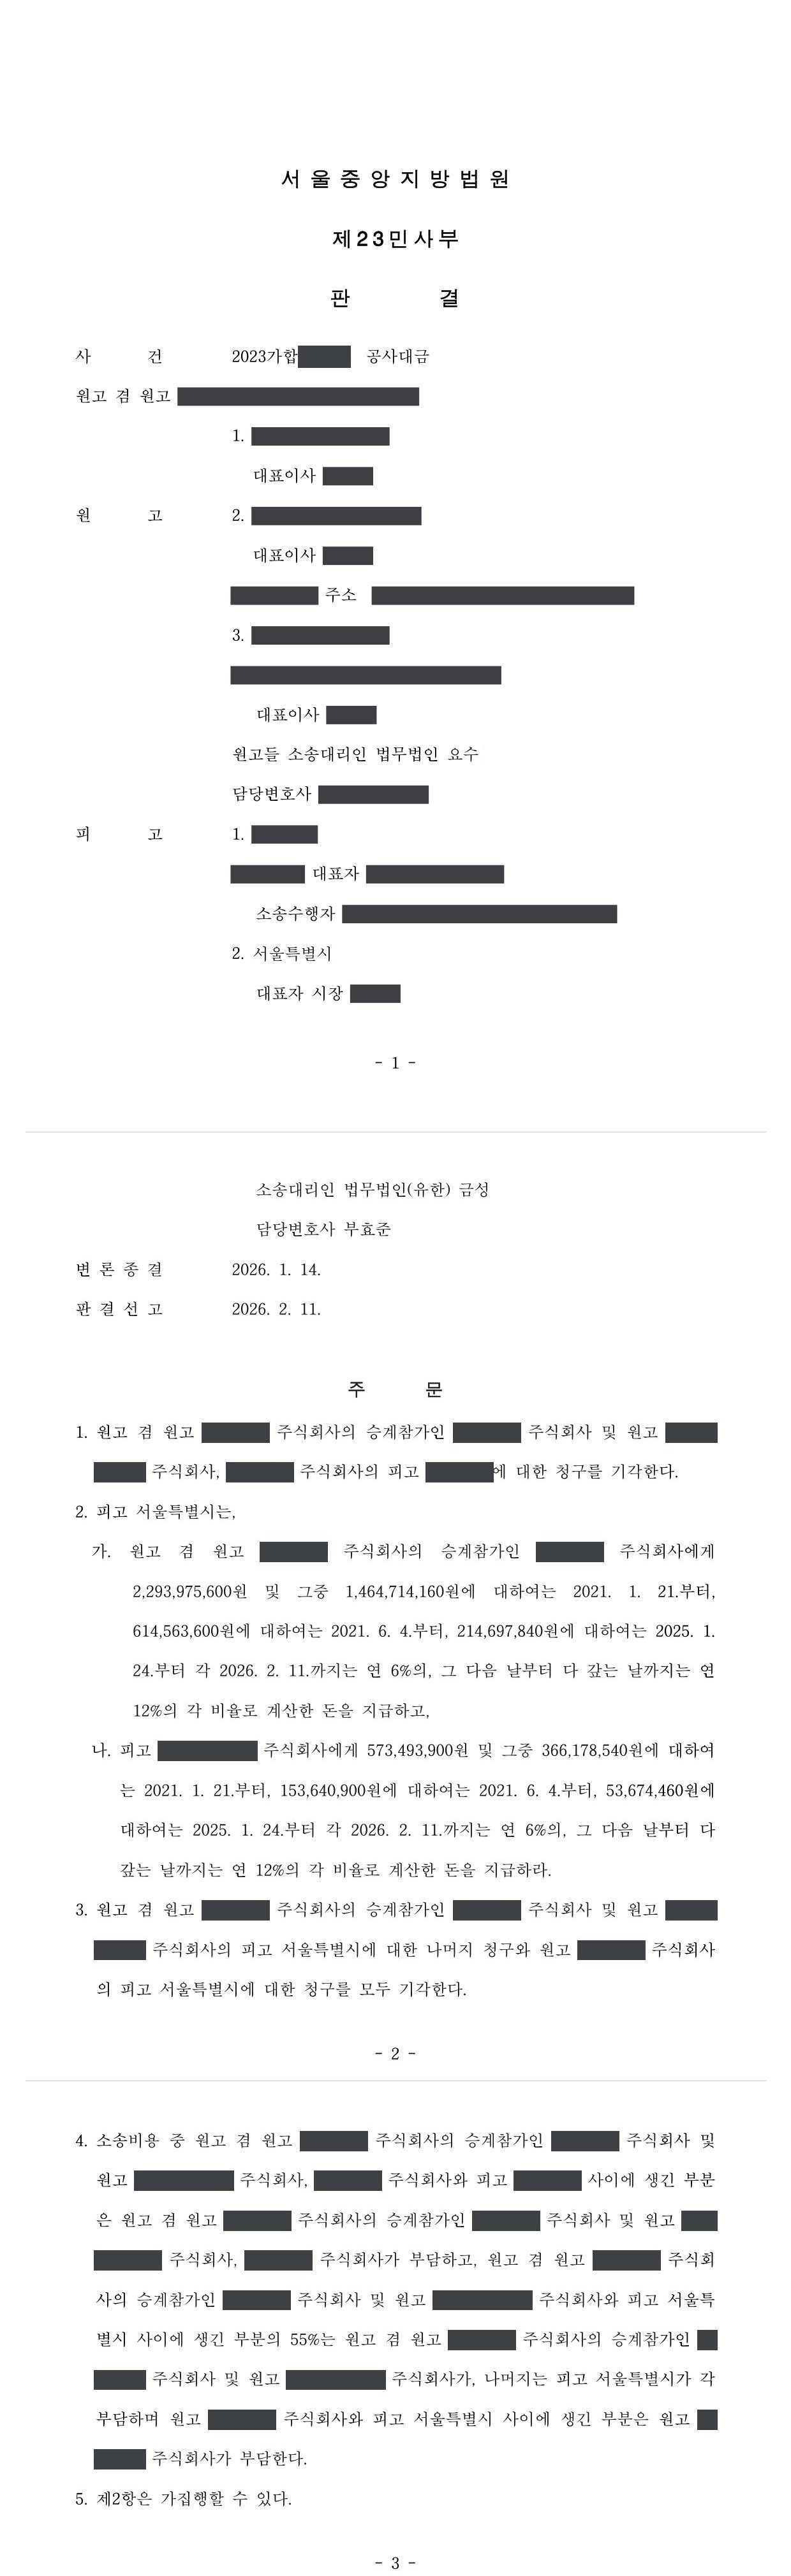 서울중앙지방법원
제23민사부
판 결
사 건 2023가합 공사대금
원고 겸 원고
1.
대표이사
원 고 2.
대표이사
주소
3.
대표이사
원고들 소송대리인 법무법인 요수
담당변호사
피 고 1.
대표자
소송수행자
2. 서울특별시
대표자 시장
- 1 -
소송대리인 법무법인(유한) 금성
담당변호사 부효준
변 론 종 결 2026. 1. 14.
판 결 선 고 2026. 2. 11.
주 문
1. 원고 겸 원고 주식회사의 승계참가인 주식회사 및 원고
주식회사, 주식회사의 피고 에 대한 청구를 기각한다.
2. 피고 서울특별시는,
가. 원고 겸 원고 주식회사의 승계참가인 주식회사에게
2,293,975,600원 및 그중 1,464,714,160원에 대하여는 2021. 1. 21.부터,
614,563,600원에 대하여는 2021. 6. 4.부터, 214,697,840원에 대하여는 2025. 1.
24.부터 각 2026. 2. 11.까지는 연 6%의, 그 다음 날부터 다 갚는 날까지는 연
12%의 각 비율로 계산한 돈을 지급하고,
나. 피고 주식회사에게 573,493,900원 및 그중 366,178,540원에 대하여
는 2021. 1. 21.부터, 153,640,900원에 대하여는 2021. 6. 4.부터, 53,674,460원에
대하여는 2025. 1. 24.부터 각 2026. 2. 11.까지는 연 6%의, 그 다음 날부터 다
갚는 날까지는 연 12%의 각 비율로 계산한 돈을 지급하라.
3. 원고 겸 원고 주식회사의 승계참가인 주식회사 및 원고
주식회사의 피고 서울특별시에 대한 나머지 청구와 원고 주식회사
의 피고 서울특별시에 대한 청구를 모두 기각한다.
- 2 -
4. 소송비용 중 원고 겸 원고 주식회사의 승계참가인 주식회사 및
원고 주식회사, 주식회사와 피고 사이에 생긴 부분
은 원고 겸 원고 주식회사의 승계참가인 주식회사 및 원고
주식회사, 주식회사가 부담하고, 원고 겸 원고 주식회
사의 승계참가인 주식회사 및 원고 주식회사와 피고 서울특
별시 사이에 생긴 부분의 55%는 원고 겸 원고 주식회사의 승계참가인
주식회사 및 원고 주식회사가, 나머지는 피고 서울특별시가 각
부담하며 원고 주식회사와 피고 서울특별시 사이에 생긴 부분은 원고
주식회사가 부담한다.
5. 제2항은 가집행할 수 있다.
- 3 -